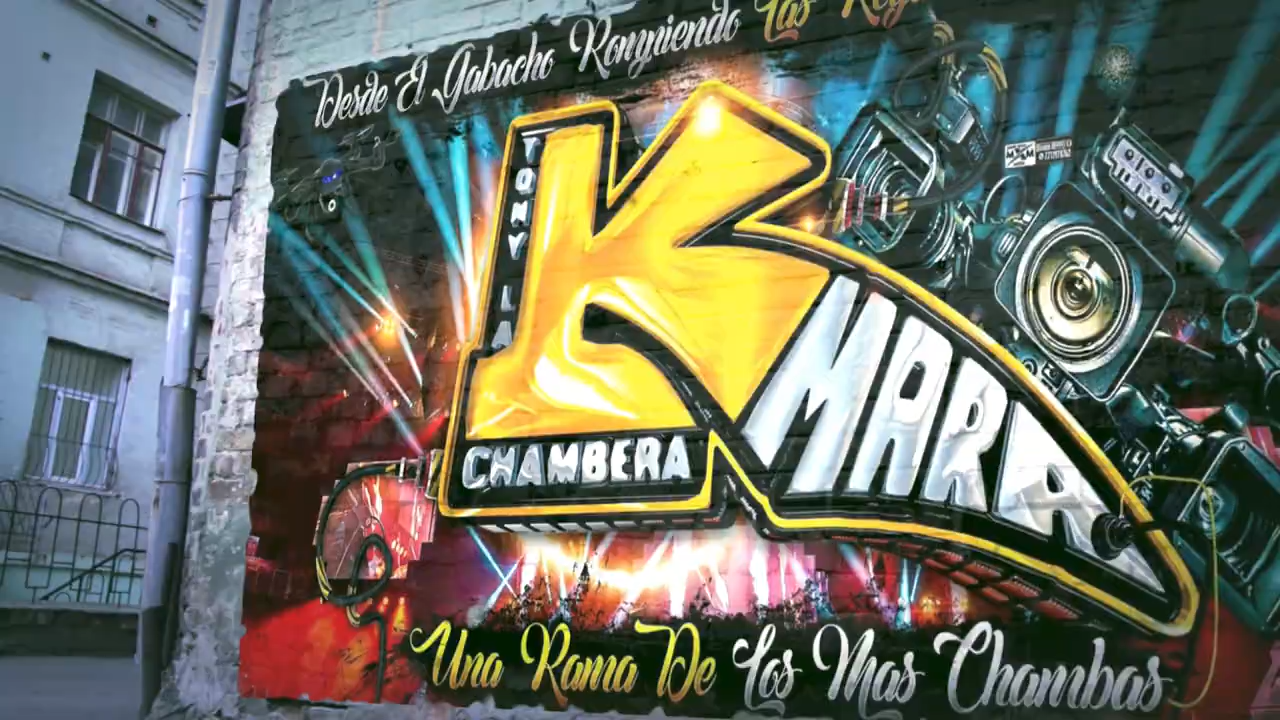 Desde El Gabacho Rompiendo Las
TONY LA
K
MARA
CHAMBERA
Una Rama De Los Mas Chambas